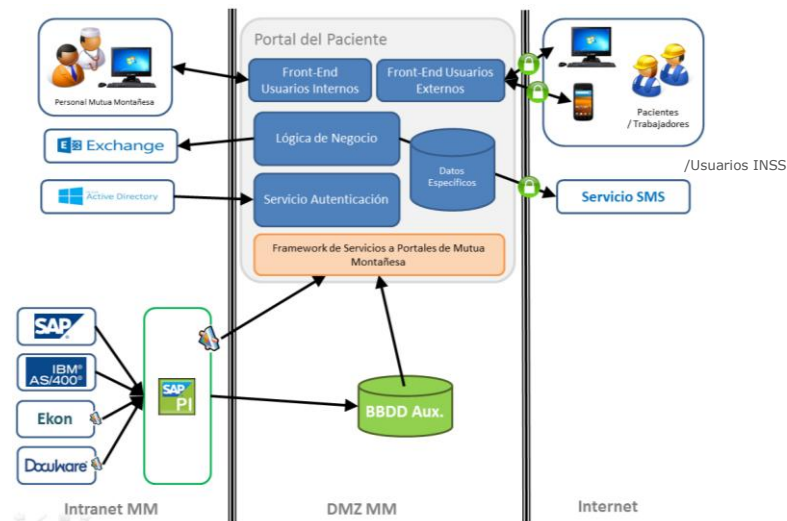 Portal del Paciente
Personal Mutua Montañesa
Front-End
Usuarios Internos
Front-End Usuarios
Externos
Pacientes
/ Trabajadores
/Usuarios INSS
Exchange
Lógica de Negocio
Datos
Específicos
Active Directory
Servicio Autenticación
Servicio SMS
Framework de Servicios a Portales de Mutua
Montañesa
SAP
IBM
AS/400
Ekon
Docuware
SAP
PI
BBDD Aux.
Intranet MM
DMZ MM
Internet